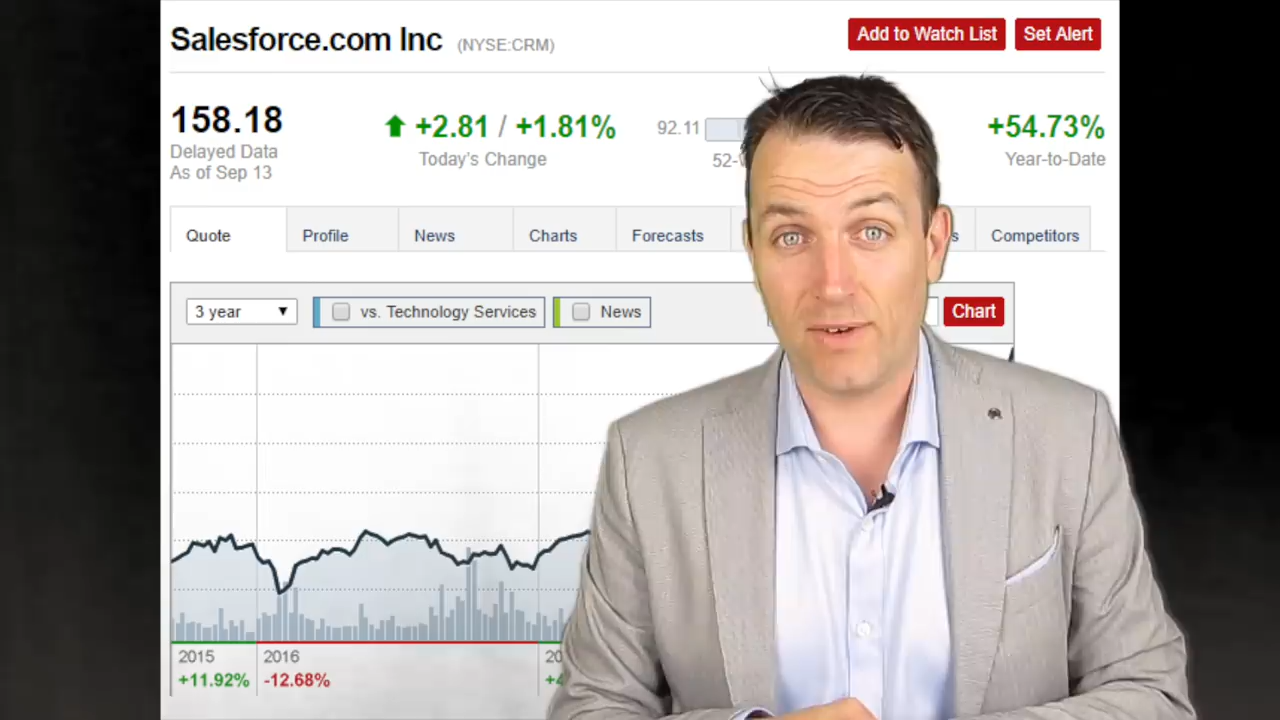 Salesforce.com Inc (NYSE:CRM)
Add to Watch List
Set Alert
158.18
+2.81 / +1.81%
92.11
+54.73%
Delayed Data
Today's Change
Year-to-Date
As of Sep 13
Quote
Profile
News
Charts
Forecasts
Competitors
3 year
vs. Technology Services
News
Chart
2015
2016
+11.92%
-12.68%